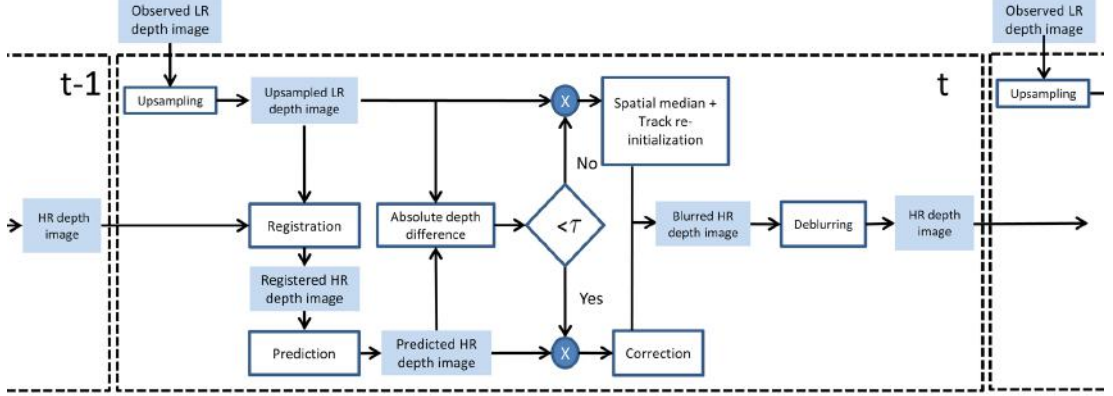 Observed LR
depth image
Observed LR
depth image
t-1
t
Upsampling
Upsampled LR
depth image
X
Spatial median +
Track re-
initialization
Upsampling
No
HR depth
image
Registration
Absolute depth
difference
<τ
Blurred HR
depth image
Deblurring
HR depth
image
Registered HR
depth image
Yes
Prediction
Predicted HR
depth image
X
Correction